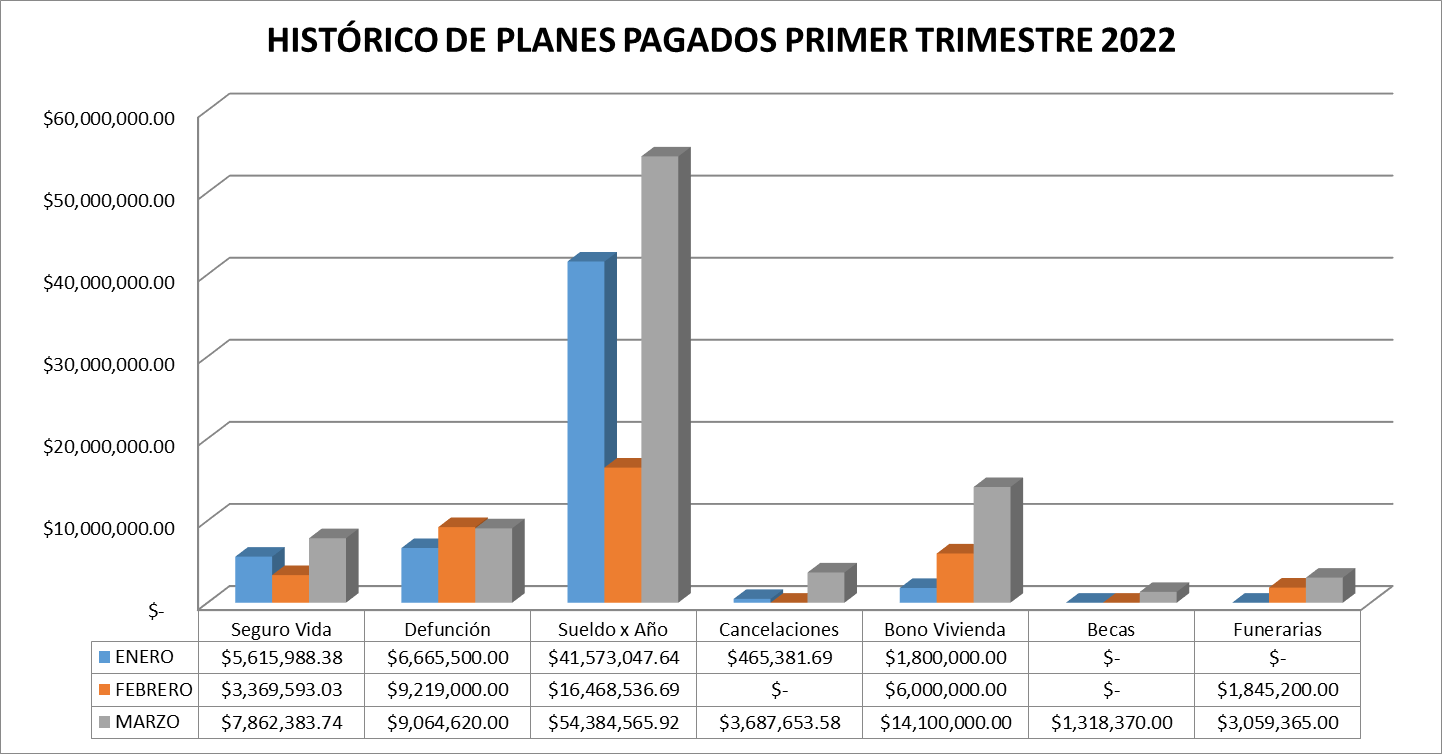 HISTÓRICO DE PLANES PAGADOS PRIMER TRIMESTRE 2022
$60,000,000.00
$50,000,000.00
$40,000,000.00
$30,000,000.00
$20,000,000.00
$10,000,000.00
$-
Seguro Vida Defunción Sueldo x Año Cancelaciones Bono Vivienda Becas Funerarias
ENERO $5,615,988.38 $6,665,500.00 $41,573,047.64 $465,381.69 $1,800,000.00 $- $-
FEBRERO $3,369,593.03 $9,219,000.00 $16,468,536.69 $- $6,000,000.00 $- $1,845,200.00
MARZO $7,862,383.74 $9,064,620.00 $54,384,565.92 $3,687,653.58 $14,100,000.00 $1,318,370.00 $3,059,365.00